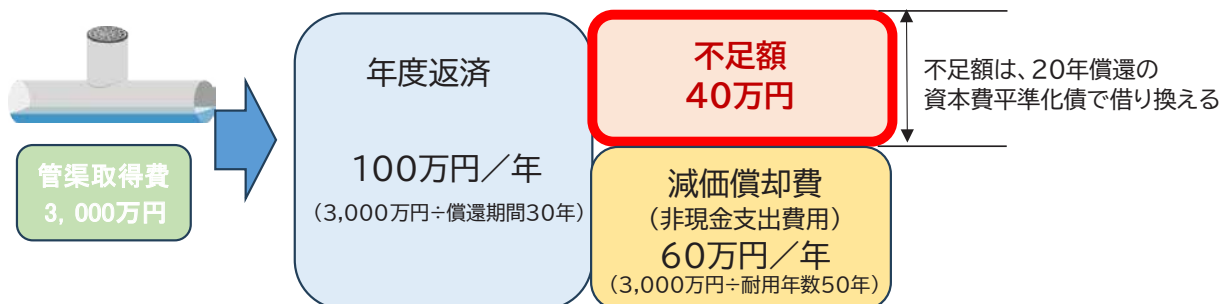 管渠取得費
3,000万円
年度返済
100万円／年
（3,000万円÷償還期間30年）
不足額
40万円
減価償却費
（非現金支出費用）
60万円／年
（3,000万円÷耐用年数50年）
不足額は、20年償還の
資本費平準化債で借り換える